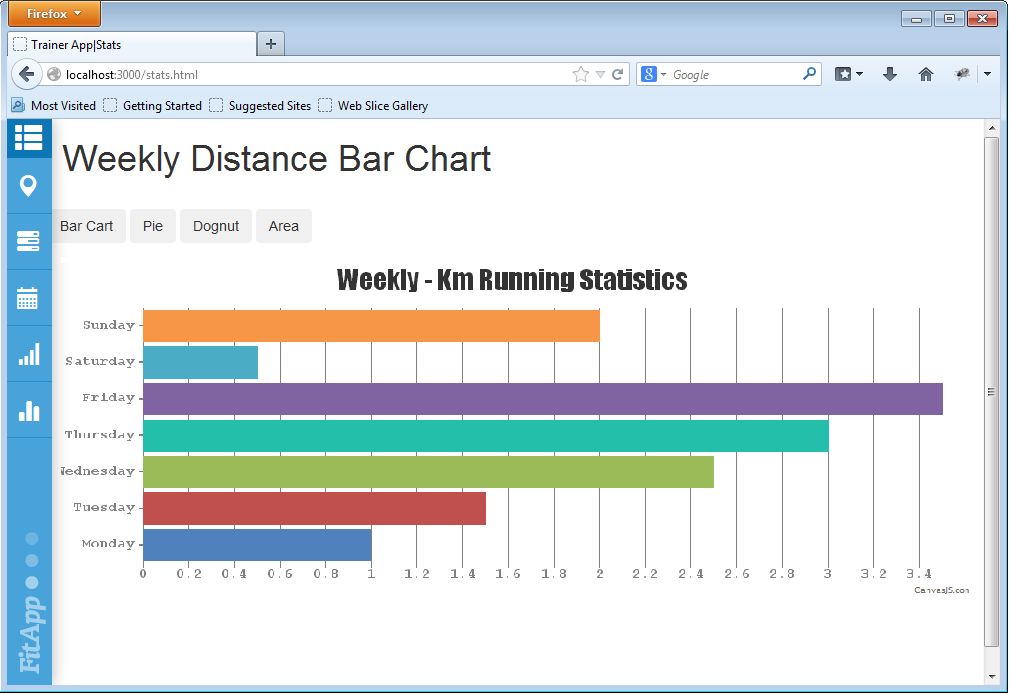 Firefox
Trainer App|Stats
localhost:3000/stats.html
Google
Most Visited Getting Started Suggested Sites Web Slice Gallery
Weekly Distance Bar Chart
Bar Cart Pie Dognut Area
Weekly - Km Running Statistics
Sunday
Saturday
Friday
Thursday
Wednesday
Tuesday
Monday
0 0.2 0.4 0.6 0.8 1 1.2 1.4 1.6 1.8 2 2.2 2.4 2.6 2.8 3 3.2 3.4
CanvasJS.com
FitApp